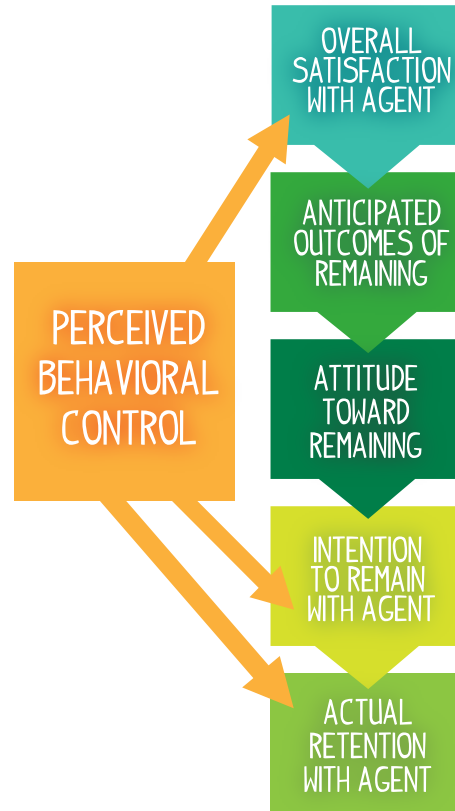 OVERALL
SATISFACTION
WITH AGENT
ANTICIPATED
OUTCOMES OF
REMAINING
PERCEIVED
BEHAVIORAL
CONTROL
ATTITUDE
TOWARD
REMAINING
INTENTION
TO REMAIN
WITH AGENT
ACTUAL
RETENTION
WITH AGENT